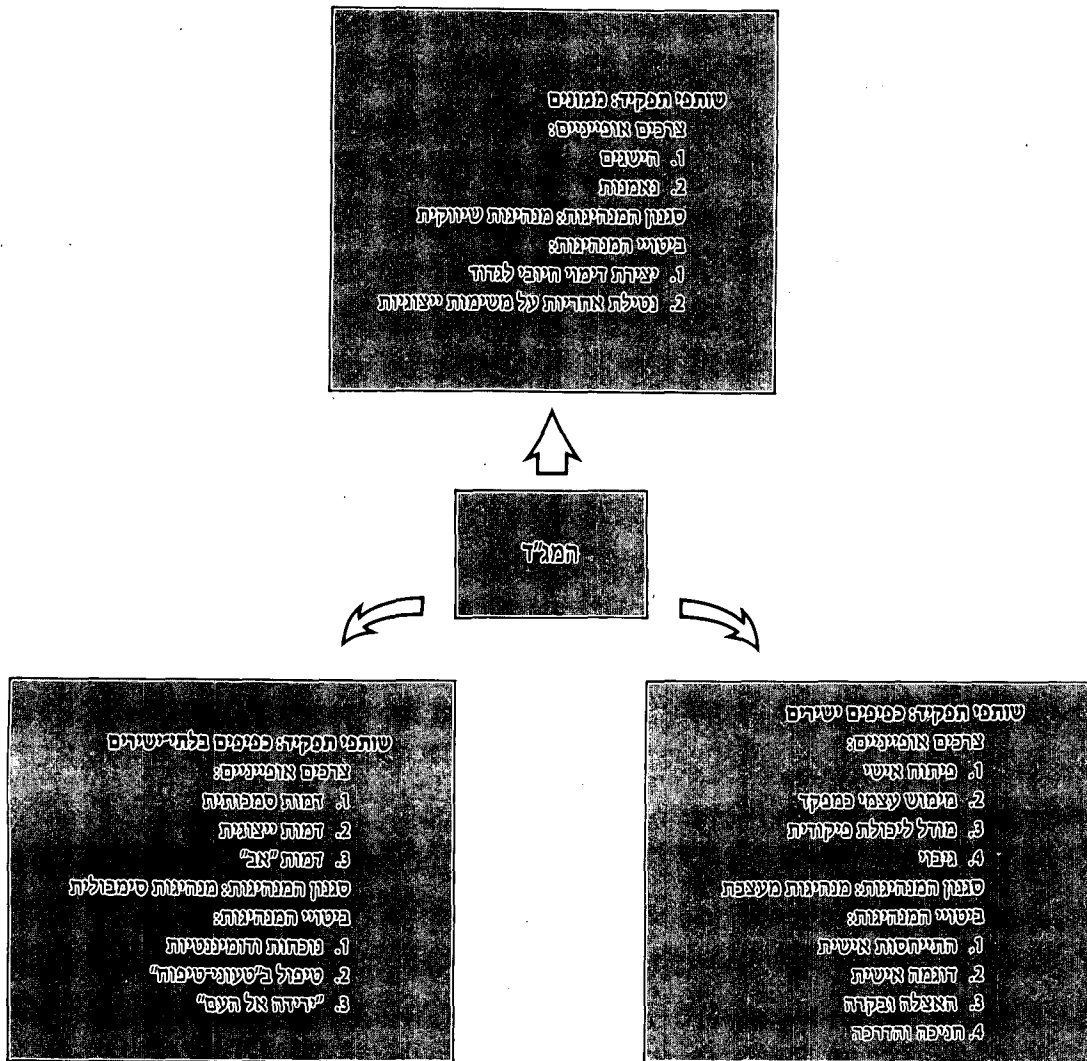 שותפי תפקיד: ממונים
צרכים אופייניים:
1. הישגים
2. נאמנות
סגנון המנהיגות: מנהיגות שיווקית
ביטויי המנהיגות:
1. יצירת דימוי חיובי לגדוד
2. נטילת אחריות על משימות ייצוגיות
המג"ד
שותפי תפקיד: כפיפים ישירים
צרכים אופייניים:
1. פיתוח אישי
2. מימוש עצמי כמפקד
3. מודל ליכולת פיקודית
4. גיבוי
סגנון המנהיגות: מנהיגות מעצבת
ביטויי המנהיגות:
1. התייחסות אישית
2. דוגמה אישית
3. האצלה ובקרה
4. חניכה והדרכה
שותפי תפקיד: כפיפים בלתי-ישירים
צרכים אופייניים:
1. דמות סמכותית
2. דמות ייצוגית
3. דמות "אב"
סגנון המנהיגות: מנהיגות סימבולית
ביטויי המנהיגות:
1. נוכחות ודומיננטיות
2. טיפול ב"טעוני-טיפוח"
3. "ירידה אל העם"